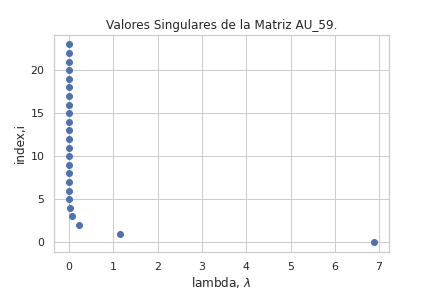 Valores Singulares de la Matriz AU_59.
20
15
10
5
0
index,i
0 1 2 3 4 5 6 7
lambda, λ